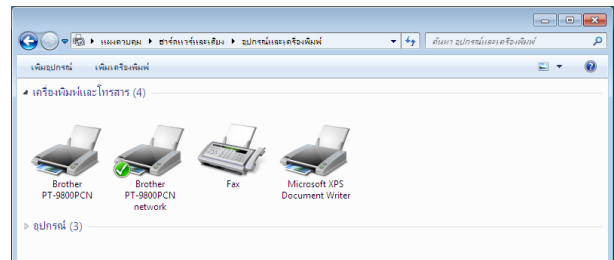 แผงควบคุม ▸ ฮาร์ดแวร์และเสียง ▸ อุปกรณ์และเครื่องพิมพ์
ค้นหา อุปกรณ์และเครื่องพิมพ์
เพิ่มอุปกรณ์ เพิ่มเครื่องพิมพ์
เครื่องพิมพ์และโทรสาร (4)
Brother
PT-9800PCN
Brother
PT-9800PCN
network
Fax
Microsoft XPS
Document Writer
อุปกรณ์ (3)